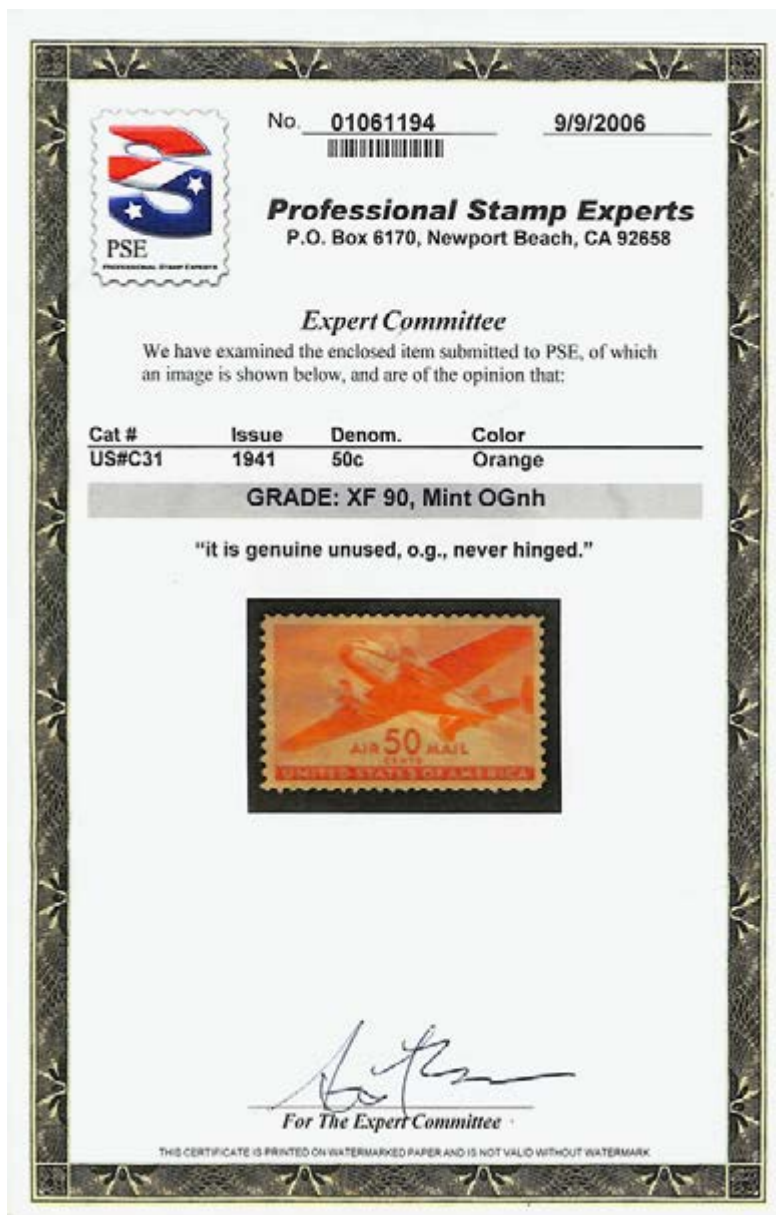 No. 01061194 9/9/2006
PSE
PROFESSIONAL STAMP EXPERTS
Professional Stamp Experts
P.O. Box 6170, Newport Beach, CA 92658
Expert Committee
We have examined the enclosed item submitted to PSE, of which
an image is shown below, and are of the opinion that:
Cat # Issue Denom. Color
US#C31 1941 50c Orange
GRADE: XF 90, Mint OGnh
“it is genuine unused, o.g., never hinged.”
AIR 50 MAIL
CENTS
UNITED STATES OF AMERICA
For The Expert Committee
THIS CERTIFICATE IS PRINTED ON WATERMARKED PAPER AND IS NOT VALID WITHOUT WATERMARK